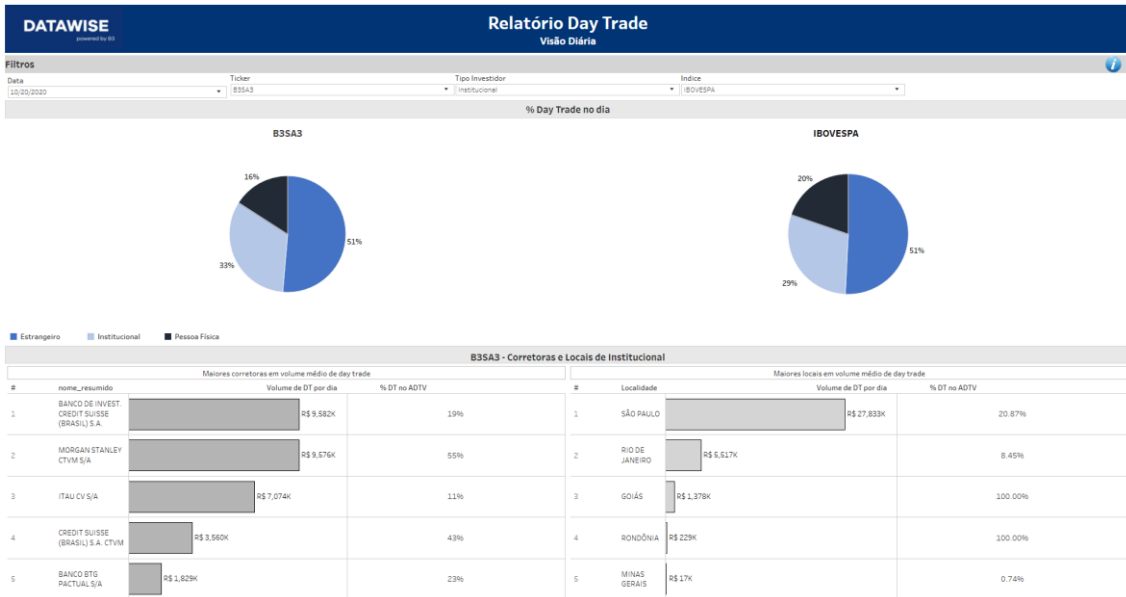 DATAWISE
powered by B3
Relatório Day Trade
Visão Diária
Filtros
i
Data
Ticker
Tipo Investidor
Indice
10/20/2020
B3SA3
Institucional
IBOVESPA
% Day Trade no dia
B3SA3
IBOVESPA
16%
51%
33%
20%
51%
29%
Estrangeiro
Institucional
Pessoa Física
B3SA3 - Corretoras e Locais de Institucional
Maiores corretoras em volume médio de day trade
# nome_resumido Volume de DT por dia % DT no ADTV
1 BANCO DE INVEST. CREDIT SUISSE (BRASIL) S.A. R$ 9,582K 19%
2 MORGAN STANLEY CTVM S/A R$ 9,576K 55%
3 ITAU CV S/A R$ 7,074K 11%
4 CREDIT SUISSE (BRASIL) S.A. CTVM R$ 3,560K 43%
5 BANCO BTG PACTUAL S/A R$ 1,829K 23%
Maiores locais em volume médio de day trade
# Localidade Volume de DT por dia % DT no ADTV
1 SÃO PAULO R$ 27,833K 20.87%
2 RIO DE JANEIRO R$ 5,517K 8.45%
3 GOIÁS R$ 1,378K 100.00%
4 RONDÔNIA R$ 229K 100.00%
5 MINAS GERAIS R$ 17K 0.74%